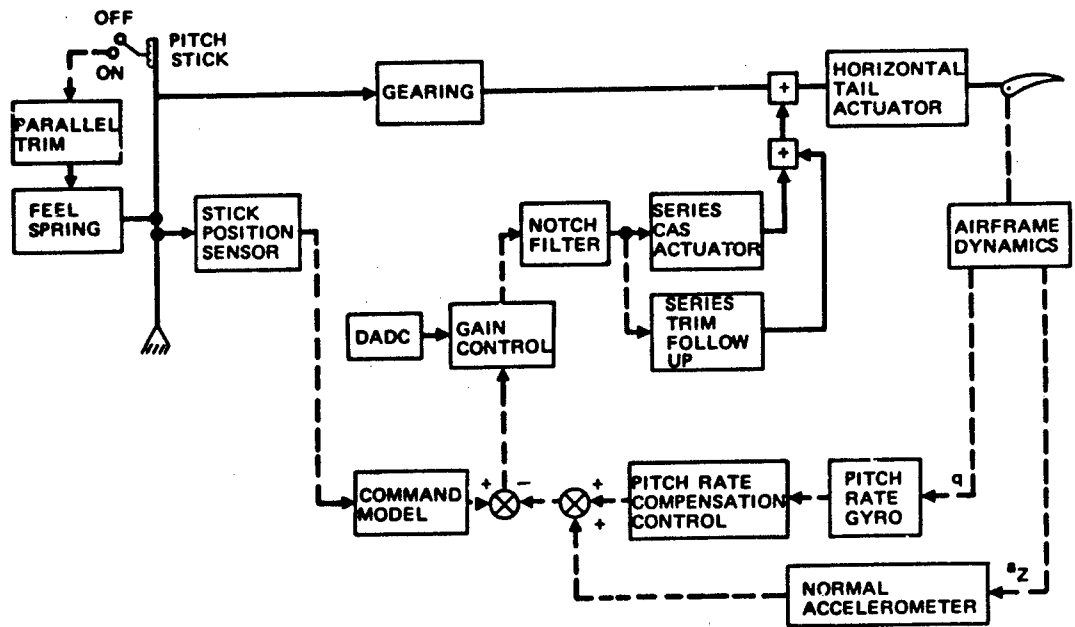 OFF
ON
PITCH
STICK
PARALLEL
TRIM
FEEL
SPRING
GEARING
+
HORIZONTAL
TAIL
ACTUATOR
+
STICK
POSITION
SENSOR
NOTCH
FILTER
SERIES
CAS
ACTUATOR
AIRFRAME
DYNAMICS
DADC
GAIN
CONTROL
SERIES
TRIM
FOLLOW
UP
COMMAND
MODEL
+ −
+
+
PITCH RATE
COMPENSATION
CONTROL
PITCH
RATE
GYRO
q
NORMAL
ACCELEROMETER
aZ